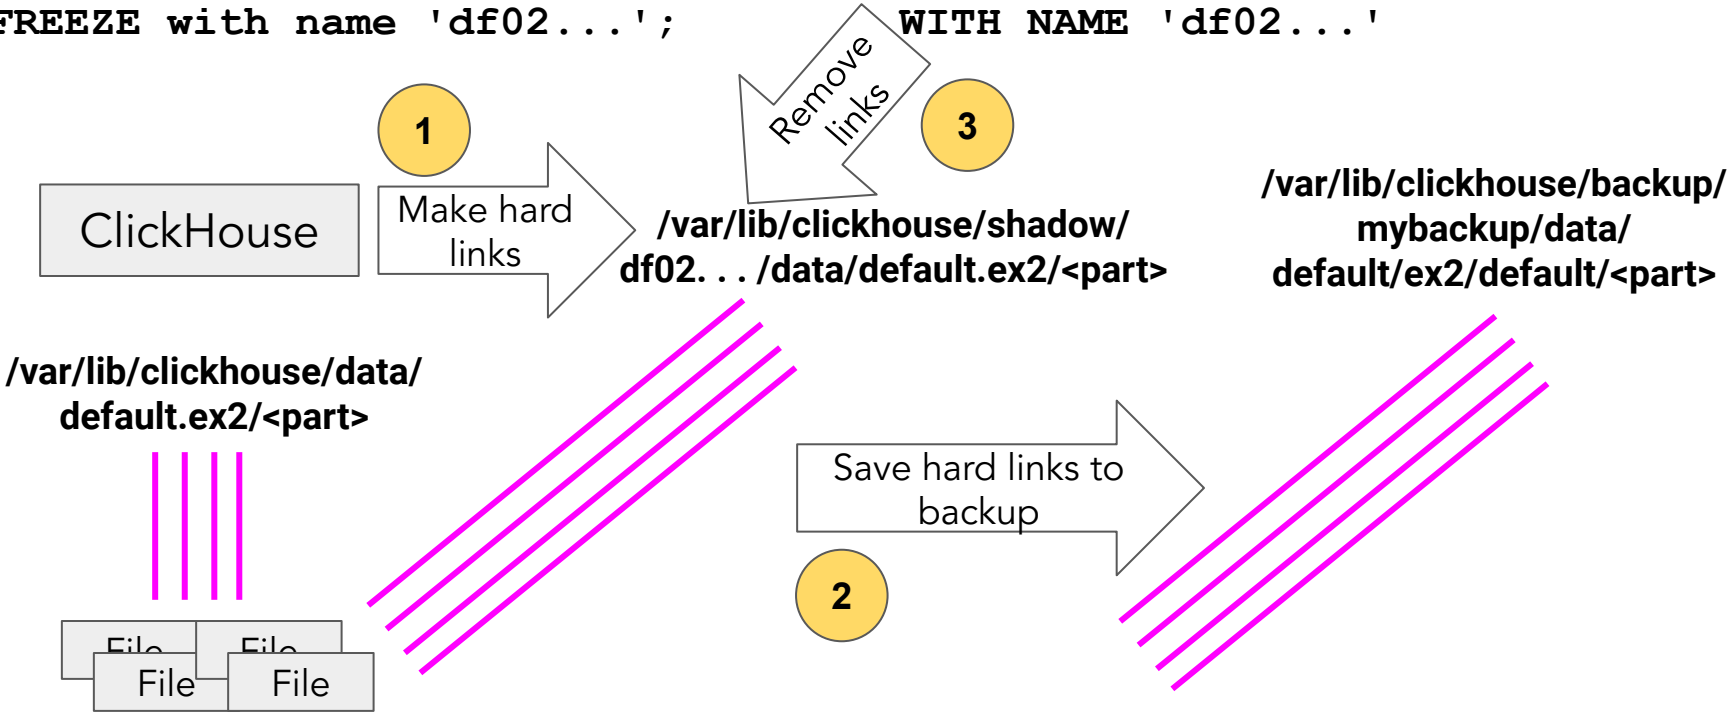 FREEZE with name 'df02...';
WITH NAME 'df02...'
Remove
links
1
3
ClickHouse
Make hard
links
/var/lib/clickhouse/shadow/
df02. . . /data/default.ex2/<part>
/var/lib/clickhouse/backup/
mybackup/data/
default/ex2/default/<part>
/var/lib/clickhouse/data/
default.ex2/<part>
Save hard links to
backup
2
File
File
File
File